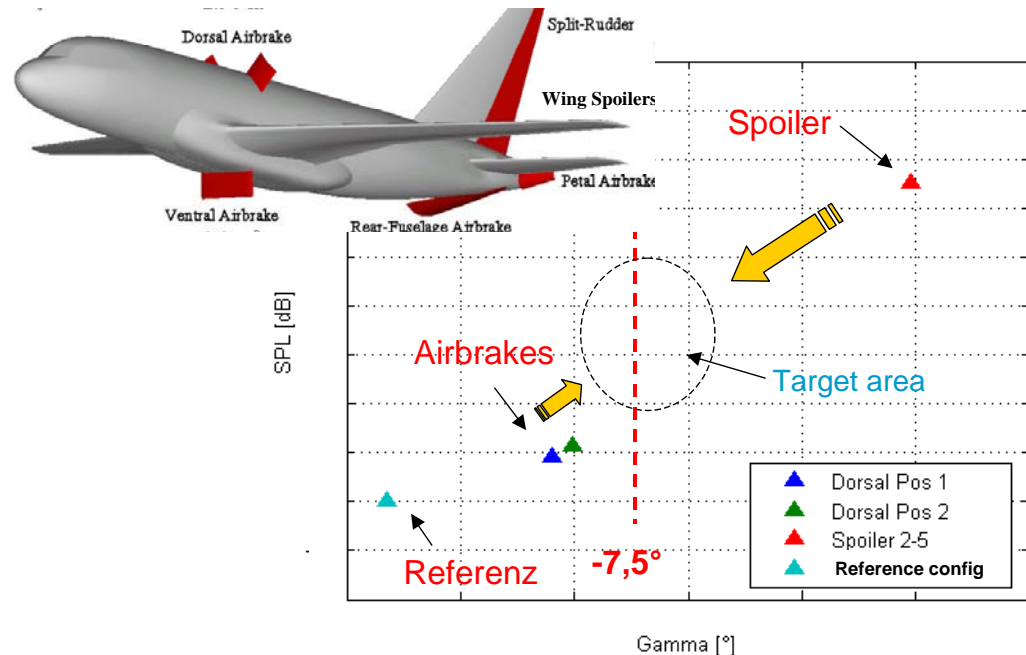 Split-Rudder
Dorsal Airbrake
Wing Spoilers
Petal Airbrake
Ventral Airbrake
Rear-Fuselage Airbrake
Spoiler
SPL [dB]
Airbrakes
Target area
Referenz
-7,5°
Dorsal Pos 1
Dorsal Pos 2
Spoiler 2-5
Reference config
Gamma [°]